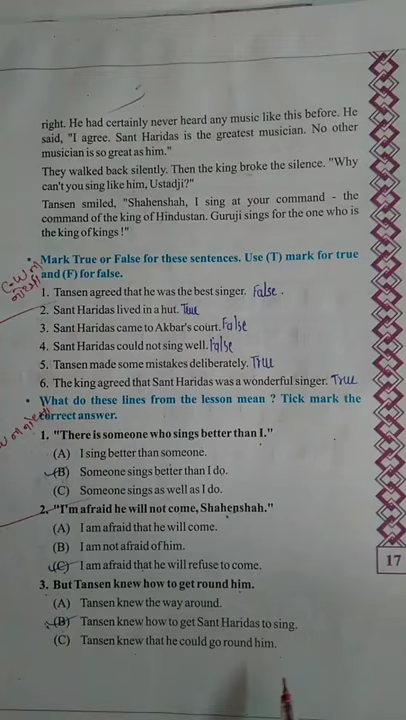 right. He had certainly never heard any music like this before. He
said, "I agree. Sant Haridas is the greatest musician. No other
musician is so great as him."
They walked back silently. Then the king broke the silence. "Why
can't you sing like him, Ustadji?"
Tansen smiled, "Shahenshah, I sing at your command - the
command of the king of Hindustan. Guruji sings for the one who is
the king of kings !"
• Mark True or False for these sentences. Use (T) mark for true
and (F) for false.
1. Tansen agreed that he was the best singer. False.
2. Sant Haridas lived in a hut. True
3. Sant Haridas came to Akbar's court. False
4. Sant Haridas could not sing well. False
5. Tansen made some mistakes deliberately. True
6. The king agreed that Sant Haridas was a wonderful singer. True
• What do these lines from the lesson mean ? Tick mark the
correct answer.
1. "There is someone who sings better than I."
(A) I sing better than someone.
(B) Someone sings better than I do.
(C) Someone sings as well as I do.
2. "I'm afraid he will not come, Shahenshah."
(A) I am afraid that he will come.
(B) I am not afraid of him.
(C) I am afraid that he will refuse to come.
17
3. But Tansen knew how to get round him.
(A) Tansen knew the way around.
(B) Tansen knew how to get Sant Haridas to sing.
(C) Tansen knew that he could go round him.